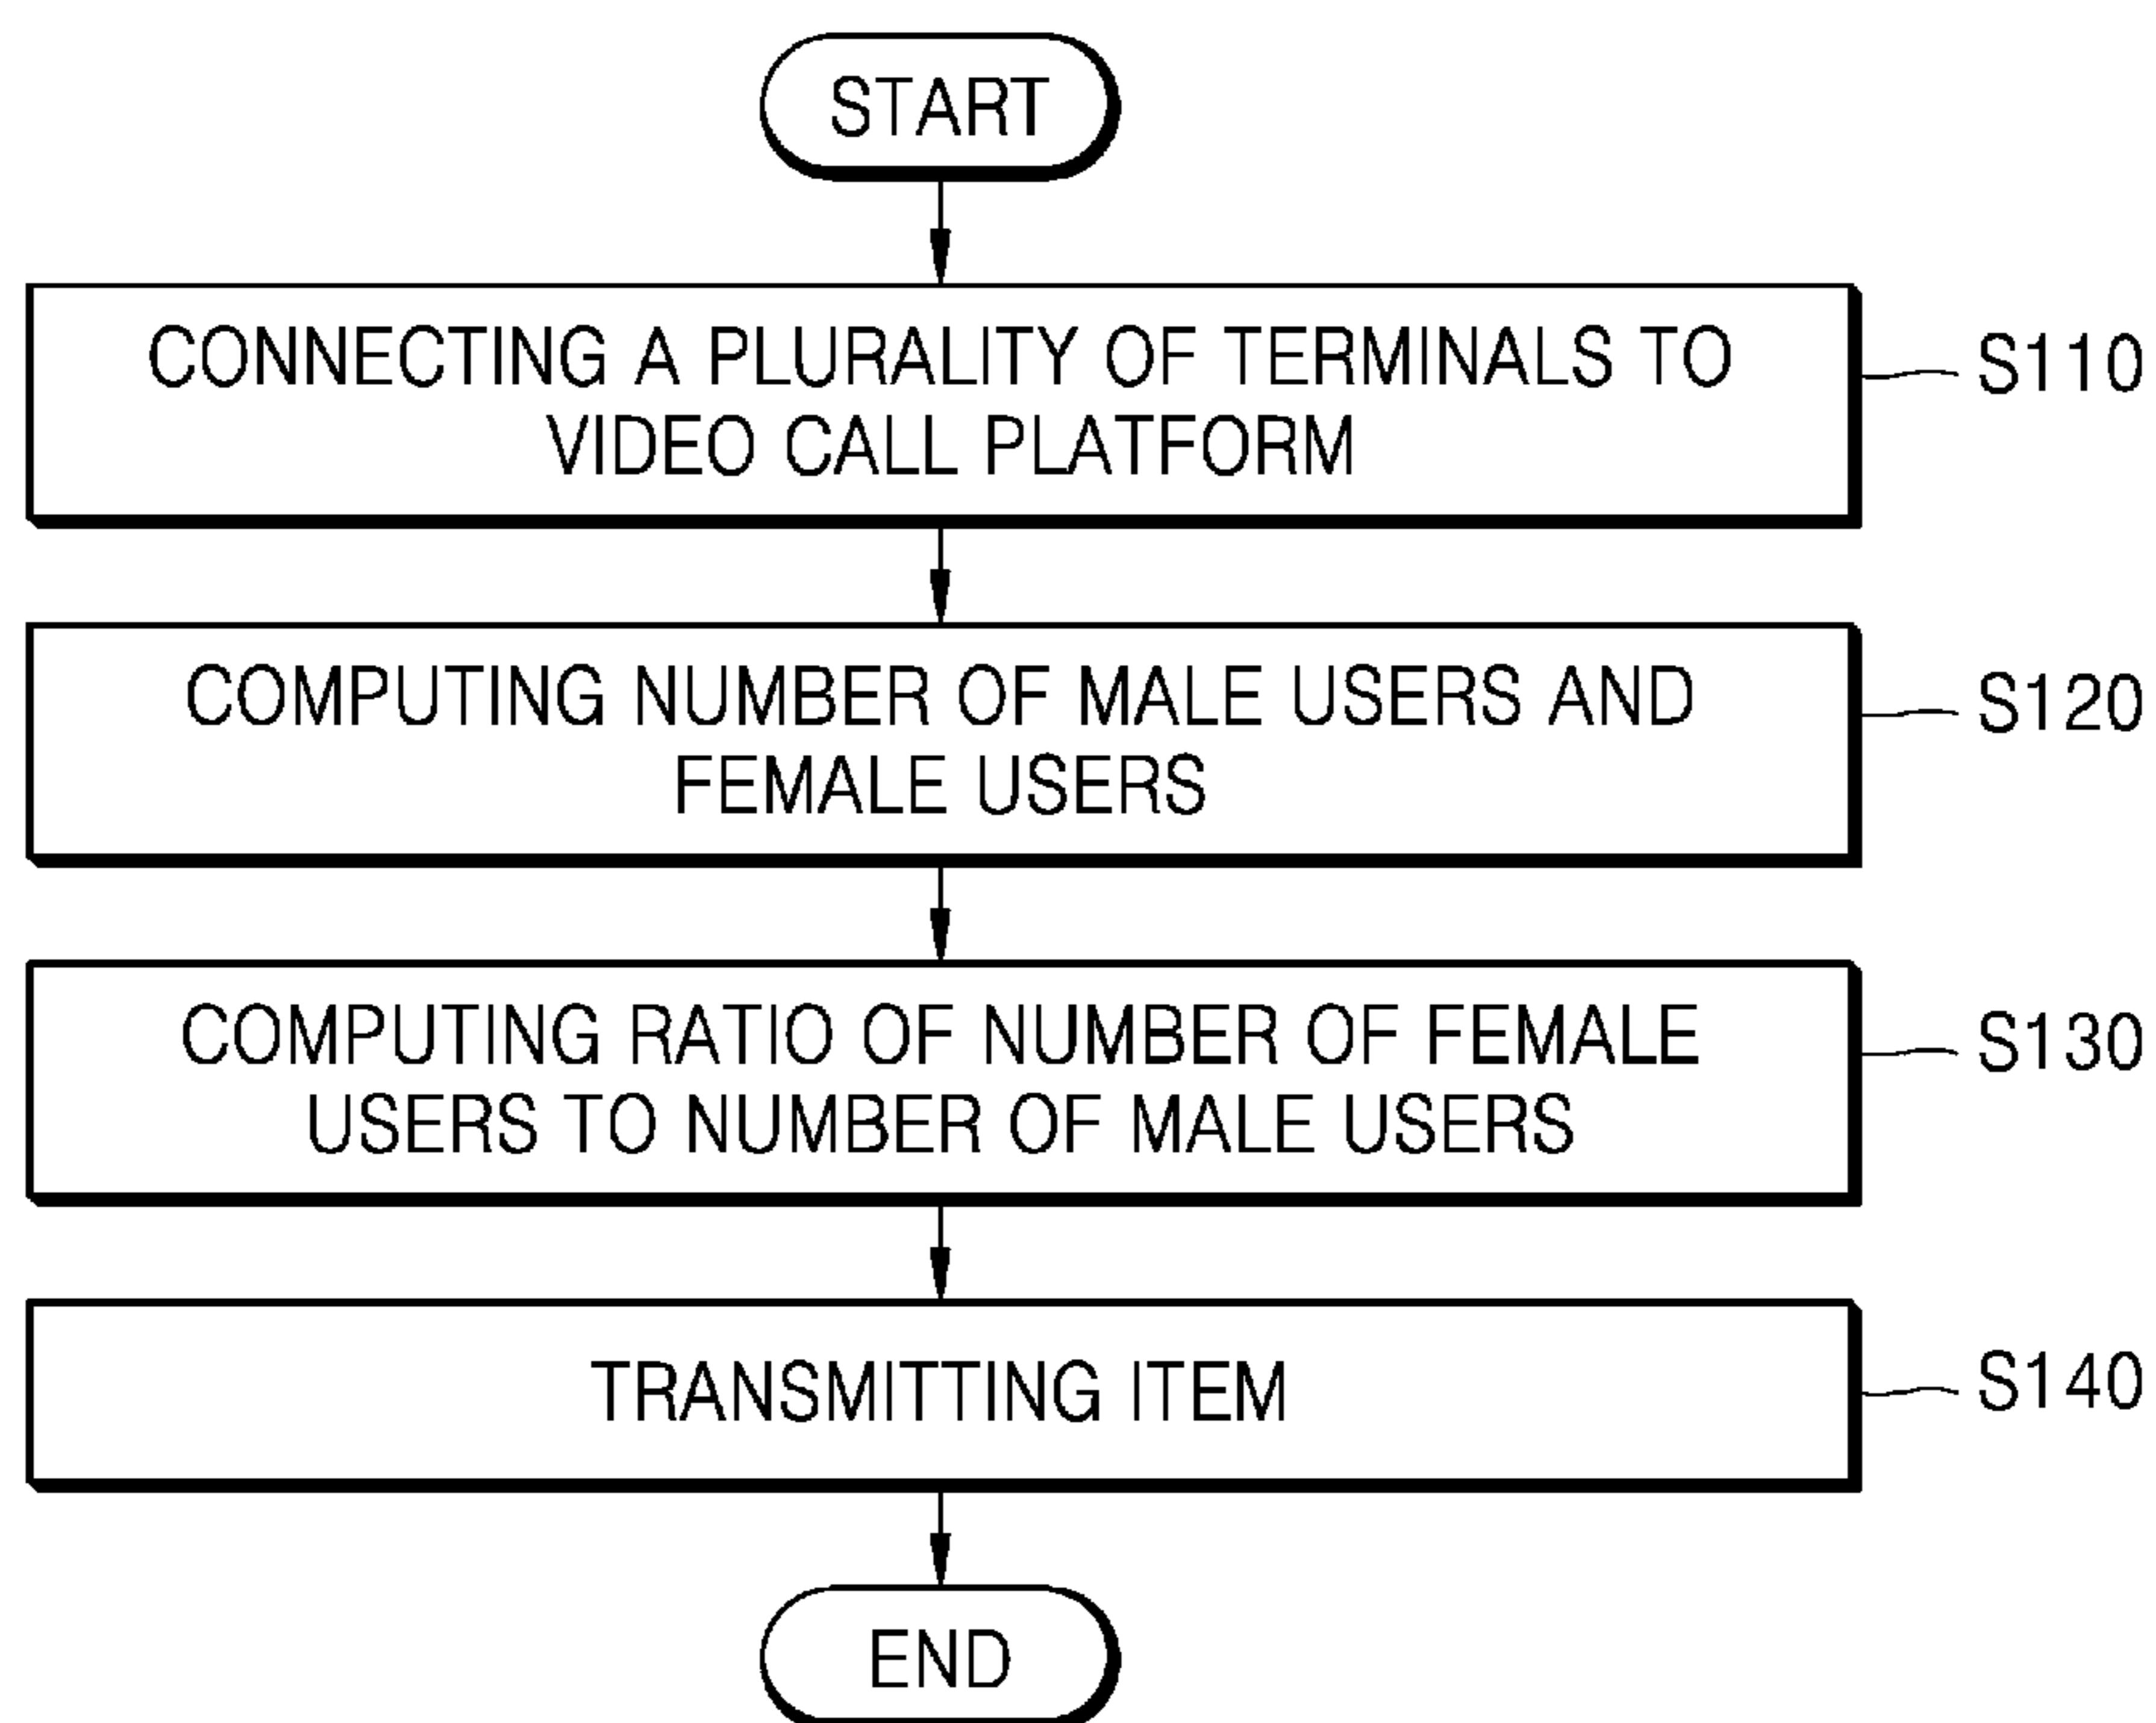 START
CONNECTING A PLURALITY OF TERMINALS TO
VIDEO CALL PLATFORM
S110
COMPUTING NUMBER OF MALE USERS AND
FEMALE USERS
S120
COMPUTING RATIO OF NUMBER OF FEMALE
USERS TO NUMBER OF MALE USERS
S130
TRANSMITTING ITEM
S140
END